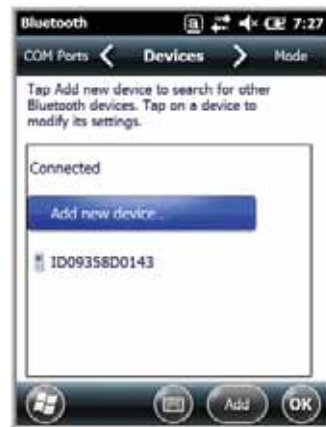 Bluetooth 7:27
COM Ports Devices Mode
Tap Add new device to search for other
Bluetooth devices. Tap on a device to
modify its settings.
Connected
Add new device...
ID09358D0143
Add OK